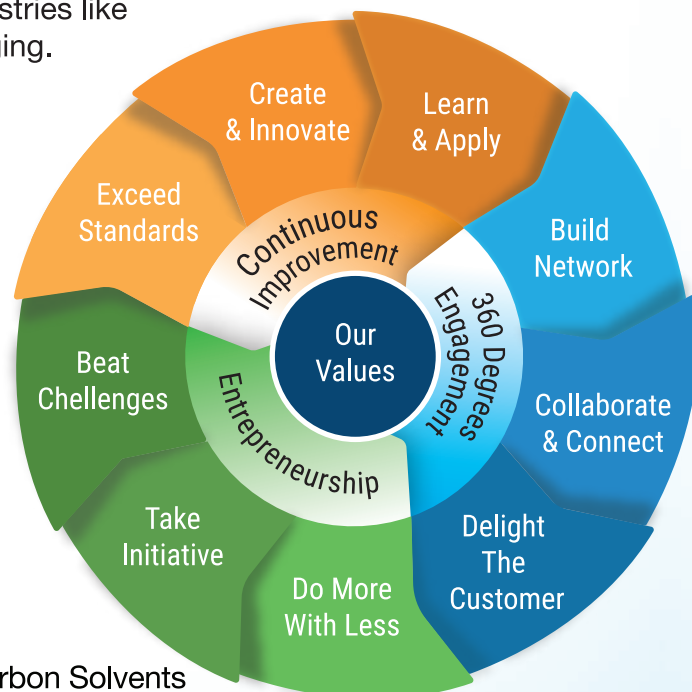 stries like
ging.
Create
& Innovate
Learn
& Apply
Exceed
Standards
Build
Network
Continuous
Improvement
360 Degrees
Engagement
Our
Values
Beat
Chellenges
Entrepreneurship
Collaborate
& Connect
Take
Initiative
Delight
The
Customer
Do More
With Less
rbon Solvents